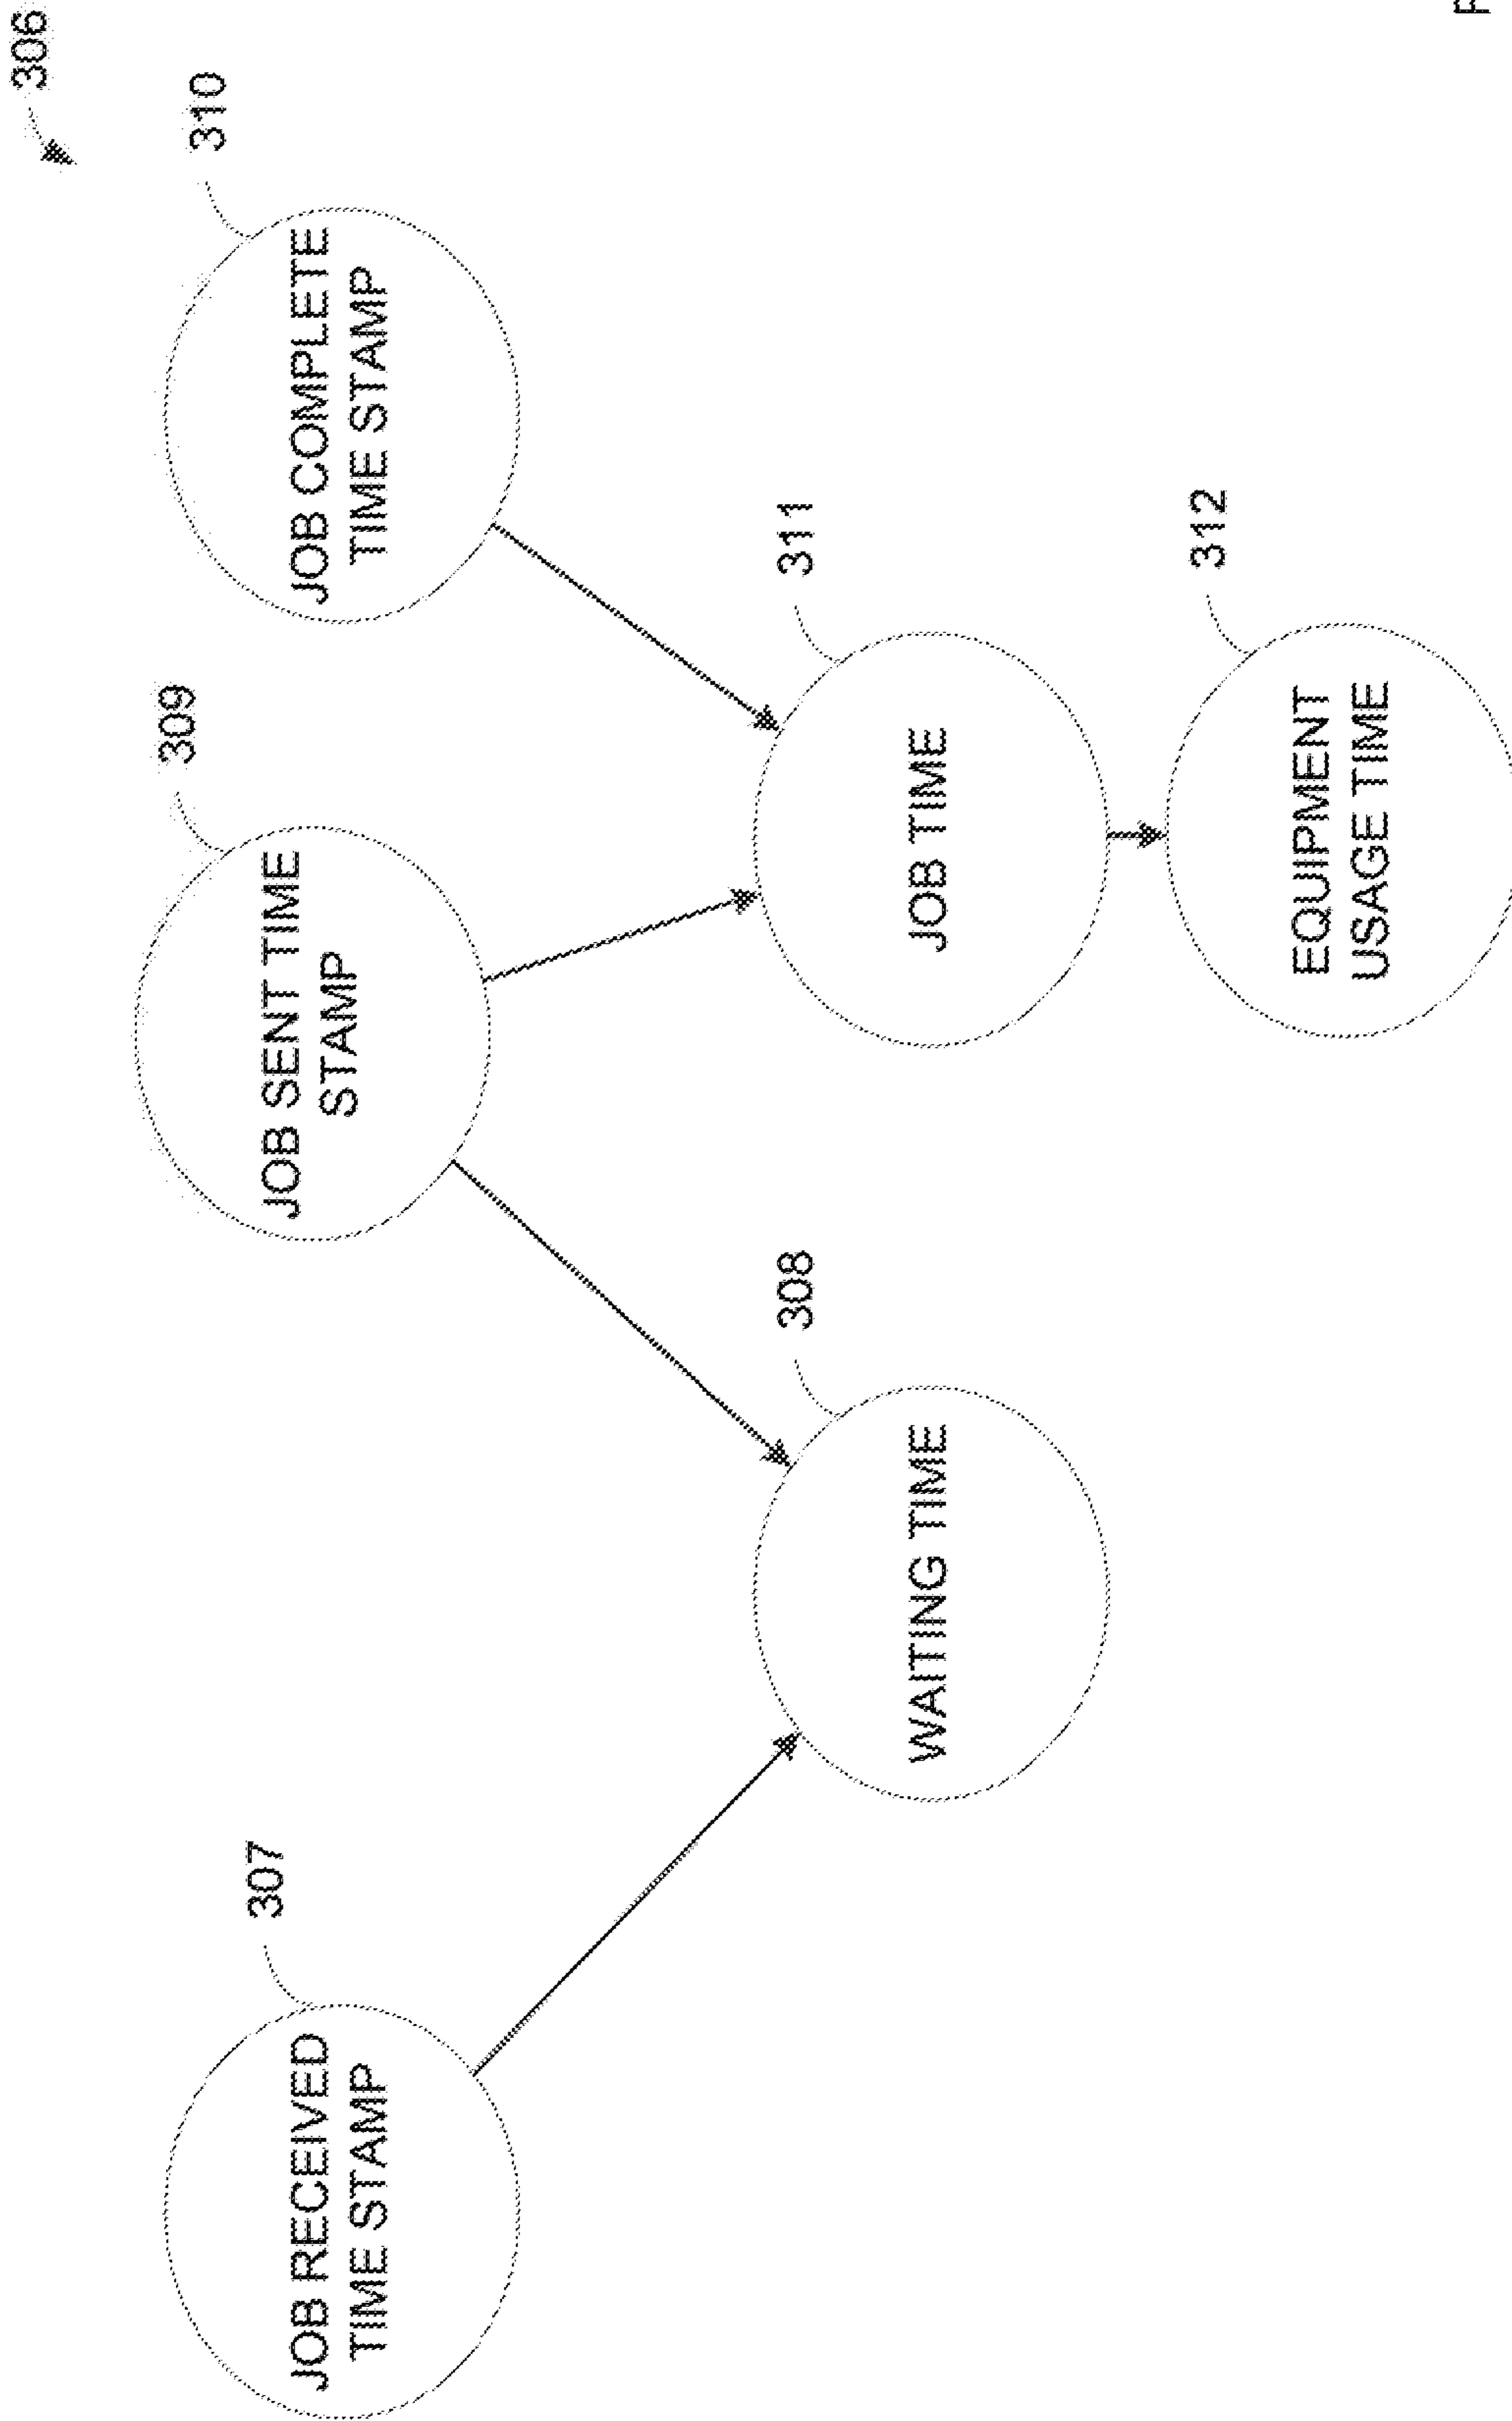 306
307
JOB RECEIVED
TIME STAMP
309
JOB SENT TIME
STAMP
310
JOB COMPLETE
TIME STAMP
308
WAITING TIME
311
JOB TIME
312
EQUIPMENT
USAGE TIME